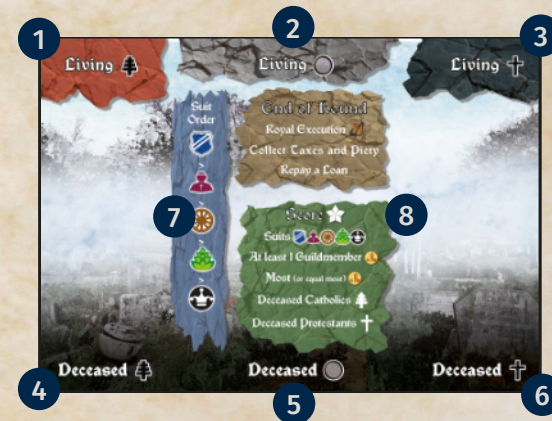 1
2
3
Living
Living
Living
Suit
Order
End of Round
Royal Execution
Collect Taxes and Piety
Repay a Loan
7
8
Score
Suits
At least 1 Guildmember
Most (or equal most)
Deceased Catholics
Deceased Protestants
4
Deceased
5
Deceased
6
Deceased